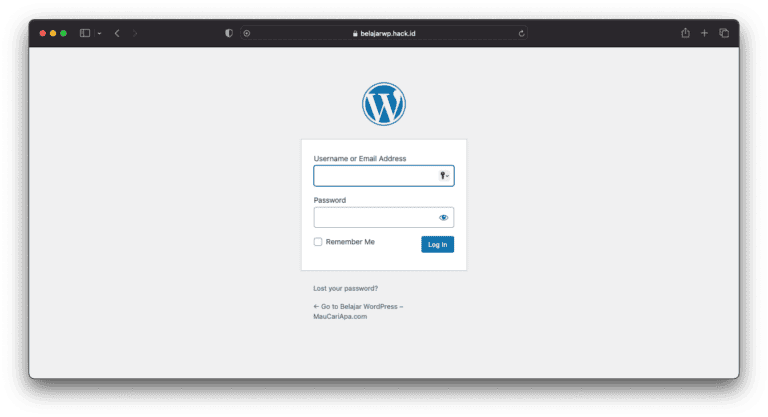 belajarwp.hack.id
Username or Email Address
Password
Remember Me
Log In
Lost your password?
← Go to Belajar WordPress –
MauCariApa.com